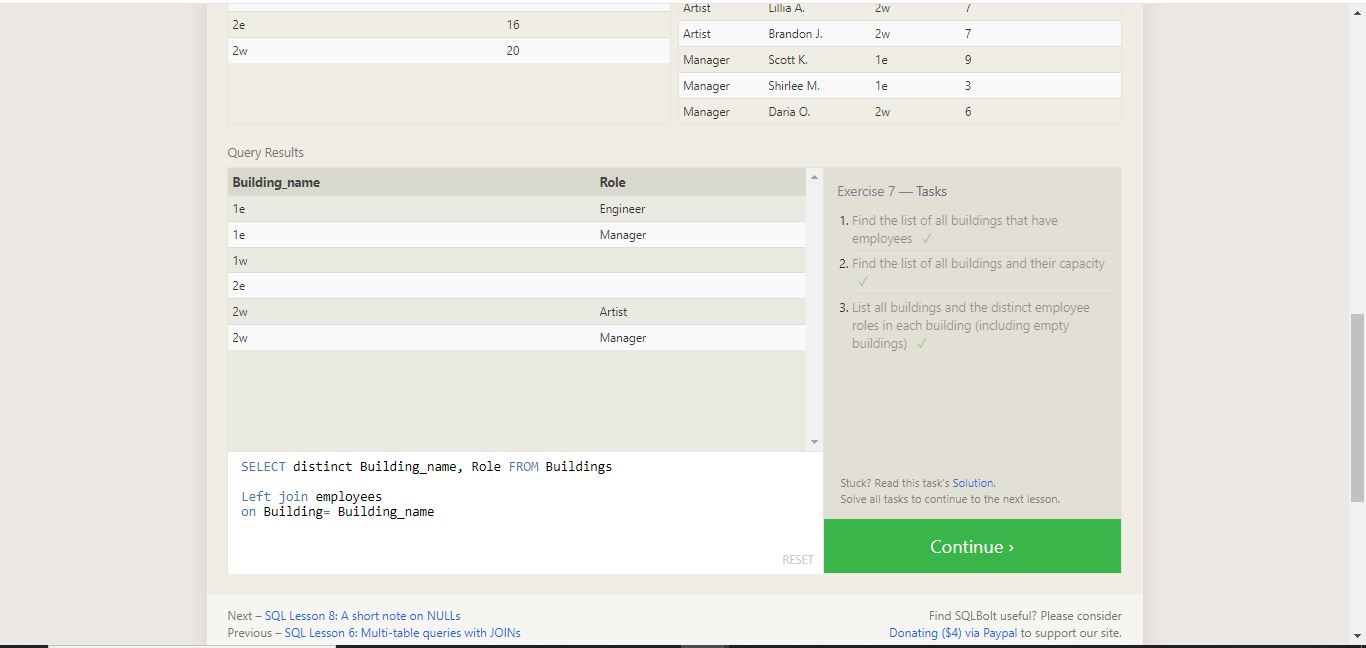 Artist Lillia A. 2w 7
2e 16
Artist Brandon J. 2w 7
2w 20
Manager Scott K. 1e 9
Manager Shirlee M. 1e 3
Manager Daria O. 2w 6
Query Results
Building_name Role
1e Engineer
1e Manager
1w
2e
2w Artist
2w Manager
Exercise 7 — Tasks
1. Find the list of all buildings that have
employees ✓
2. Find the list of all buildings and their capacity
✓
3. List all buildings and the distinct employee
roles in each building (including empty
buildings) ✓
Stuck? Read this task's Solution.
Solve all tasks to continue to the next lesson.
Continue ›
SELECT distinct Building_name, Role FROM Buildings
Left join employees
on Building= Building_name
RESET
Next – SQL Lesson 8: A short note on NULLs
Previous – SQL Lesson 6: Multi-table queries with JOINs
Find SQLBolt useful? Please consider
Donating ($4) via Paypal to support our site.